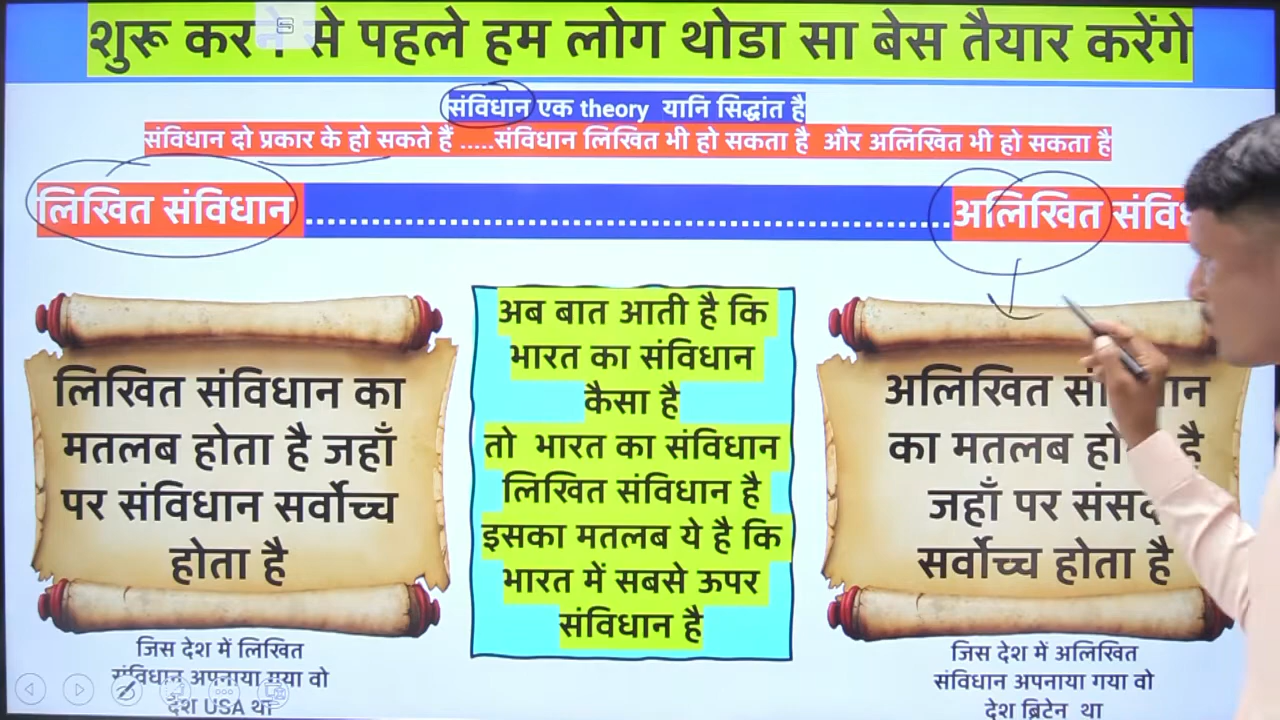 शुरू कर से पहले हम लोग थोडा सा बेस तैयार करेंगे
संविधान एक theory यानि सिद्धांत है
संविधान दो प्रकार के हो सकते हैं .....संविधान लिखित भी हो सकता है और अलिखित भी हो सकता है
लिखित संविधान
अलिखित
लिखित संविधान का
मतलब होता है जहाँ
पर संविधान सर्वोच्च
होता है
अब बात आती है कि
भारत का संविधान
कैसा है
तो भारत का संविधान
लिखित संविधान है
इसका मतलब ये है कि
भारत में सबसे ऊपर
संविधान है
अलिखित
का मतलब है
जहाँ पर संसद
सर्वोच्च होता है
जिस देश में लिखित
संविधान अपनाया गया वो
देश USA था
जिस देश में अलिखित
संविधान अपनाया गया वो
देश ब्रिटेन था